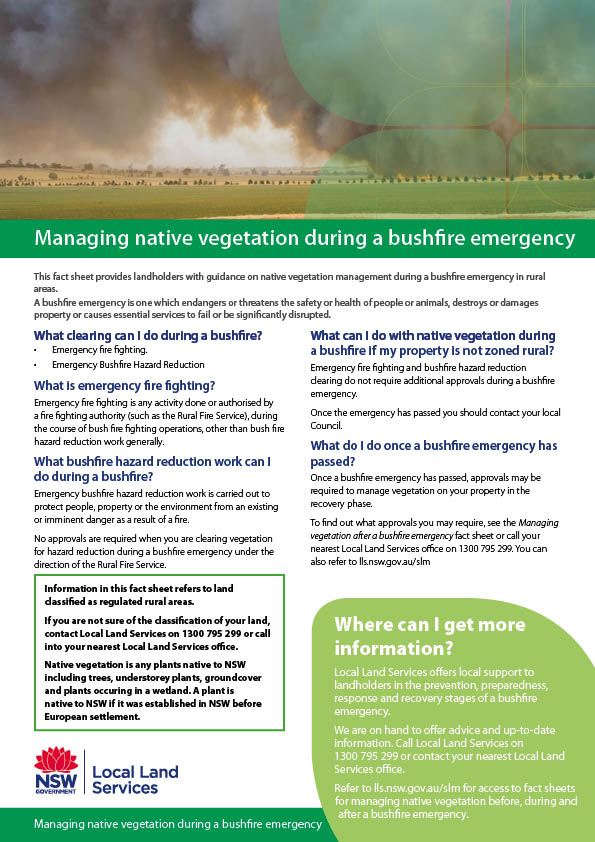 Managing native vegetation during a bushfire emergency
This fact sheet provides landholders with guidance on native vegetation management during a bushfire emergency in rural
areas.
A bushfire emergency is one which endangers or threatens the safety or health of people or animals, destroys or damages
property or causes essential services to fail or be significantly disrupted.
What clearing can I do during a bushfire?
• Emergency fire fighting.
• Emergency Bushfire Hazard Reduction
What is emergency fire fighting?
Emergency fire fighting is any activity done or authorised by
a fire fighting authority (such as the Rural Fire Service), during
the course of bush fire fighting operations, other than bush fire
hazard reduction work generally.
What bushfire hazard reduction work can I
do during a bushfire?
Emergency bushfire hazard reduction work is carried out to
protect people, property or the environment from an existing
or imminent danger as a result of a fire.
No approvals are required when you are clearing vegetation
for hazard reduction during a bushfire emergency under the
direction of the Rural Fire Service.
Information in this fact sheet refers to land
classified as regulated rural areas.
If you are not sure of the classification of your land,
contact Local Land Services on 1300 795 299 or call
into your nearest Local Land Services office.
Native vegetation is any plants native to NSW
including trees, understorey plants, groundcover
and plants occuring in a wetland. A plant is
native to NSW if it was established in NSW before
European settlement.
What can I do with native vegetation during
a bushfire if my property is not zoned rural?
Emergency fire fighting and bushfire hazard reduction
clearing do not require additional approvals during a bushfire
emergency.
Once the emergency has passed you should contact your local
Council.
What do I do once a bushfire emergency has
passed?
Once a bushfire emergency has passed, approvals may be
required to manage vegetation on your property in the
recovery phase.
To find out what approvals you may require, see the Managing
vegetation after a bushfire emergency fact sheet or call your
nearest Local Land Services office on 1300 795 299. You can
also refer to lls.nsw.gov.au/slm
Where can I get more
information?
Local Land Services offers local support to
landholders in the prevention, preparedness,
response and recovery stages of a bushfire
emergency.
We are on hand to offer advice and up-to-date
information. Call Local Land Services on
1300 795 299 or contact your nearest Local Land
Services office.
Refer to lls.nsw.gov.au/slm for access to fact sheets
for managing native vegetation before, during and
after a bushfire emergency.
NSW
GOVERNMENT
Local Land
Services
Managing native vegetation during a bushfire emergency